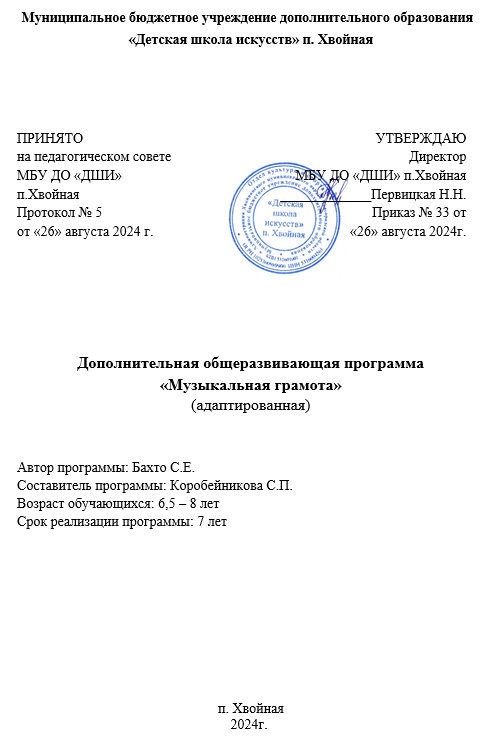 Муниципальное бюджетное учреждение дополнительного образования
«Детская школа искусств» п. Хвойная
ПРИНЯТО
на педагогическом совете
МБУ ДО «ДШИ»
п.Хвойная
Протокол № 5
от «26» августа 2024 г.
УТВЕРЖДАЮ
Директор
МБУ ДО «ДШИ» п.Хвойная
Первицкая Н.Н.
Приказ № 33 от
«26» августа 2024г.
«Детская
школа
искусств»
п. Хвойная
Дополнительная общеразвивающая программа
«Музыкальная грамота»
(адаптированная)
Автор программы: Бахто С.Е.
Составитель программы: Коробейникова С.П.
Возраст обучающихся: 6,5 – 8 лет
Срок реализации программы: 7 лет
п. Хвойная
2024г.